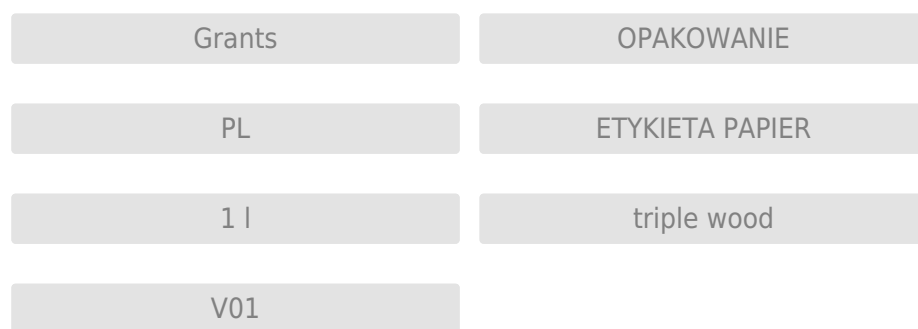 Grants
OPAKOWANIE
PL
ETYKIETA PAPIER
1 l
triple wood
V01